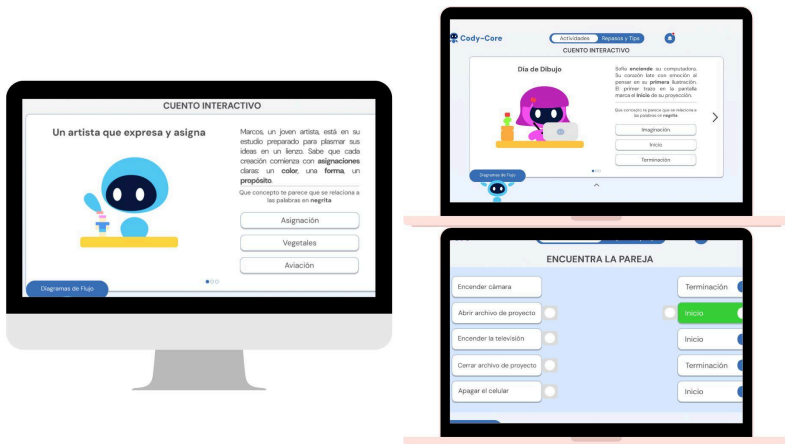 CUENTO INTERACTIVO
Un artista que expresa y asigna
Marcos, un joven artista, está en su
estudio preparado para plasmar sus
ideas en un lienzo. Sabe que cada
creación comienza con asignaciones
claras: un color, una forma, un
propósito.
Que concepto te parece que se relaciona a
las palabras en negrita
Asignación
Vegetales
Aviación
Diagramas de Flujo
Cody-Core
Actividades
Repasos y Tips
CUENTO INTERACTIVO
Dia de Dibujo
Sofía enciende su computadora.
Su corazón late con emoción al
pensar en su primera ilustración.
El primer trazo en la pantalla
marca el inicio de su proyección.
Que concepto te parece que se relaciona a
las palabras en negrita
Imaginación
Inicio
Terminación
Diagramas de Flujo
ENCUENTRA LA PAREJA
Encender cámara
Terminación
Abrir archivo de proyecto
Inicio
Encender la televisión
Inicio
Cerrar archivo de proyecto
Terminación
Apagar el celular
Inicio